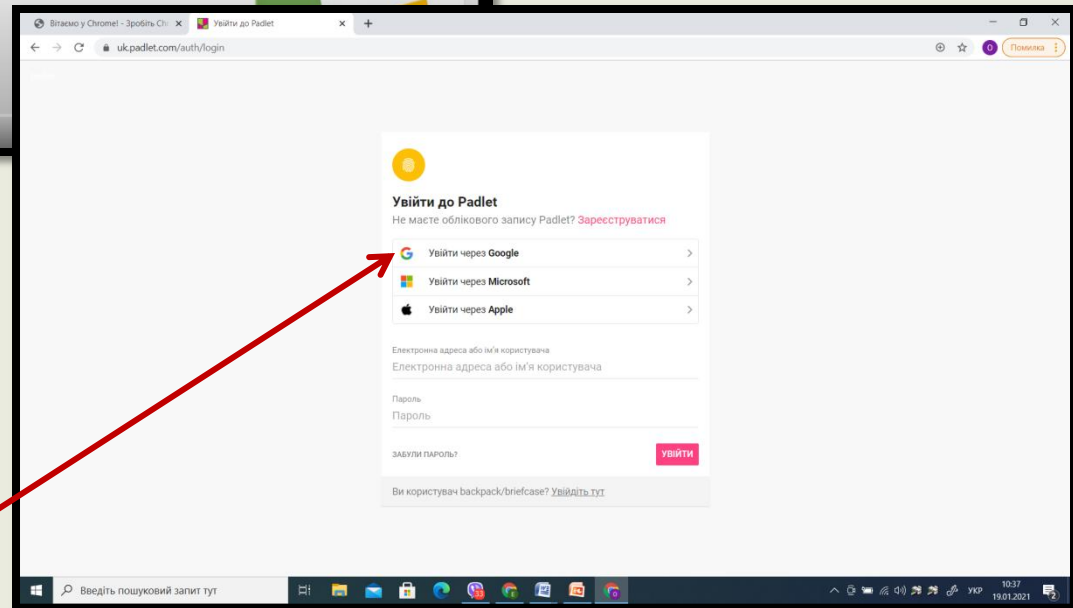 Вітаємо у Chrome! - Зробіть Chr
Увійти до Padlet
uk.padlet.com/auth/login
О
Помилка
Увійти до Padlet
Не маєте облікового запису Padlet? Зареєструватися
Увійти через Google
Увійти через Microsoft
Увійти через Apple
Електронна адреса або ім'я користувача
Електронна адреса або ім'я користувача
Пароль
Пароль
ЗАБУЛИ ПАРОЛЬ?
УВІЙТИ
Ви користувач backpack/briefcase? Увійдіть тут
Введіть пошуковий запит тут
УКР
10:37
19.01.2021